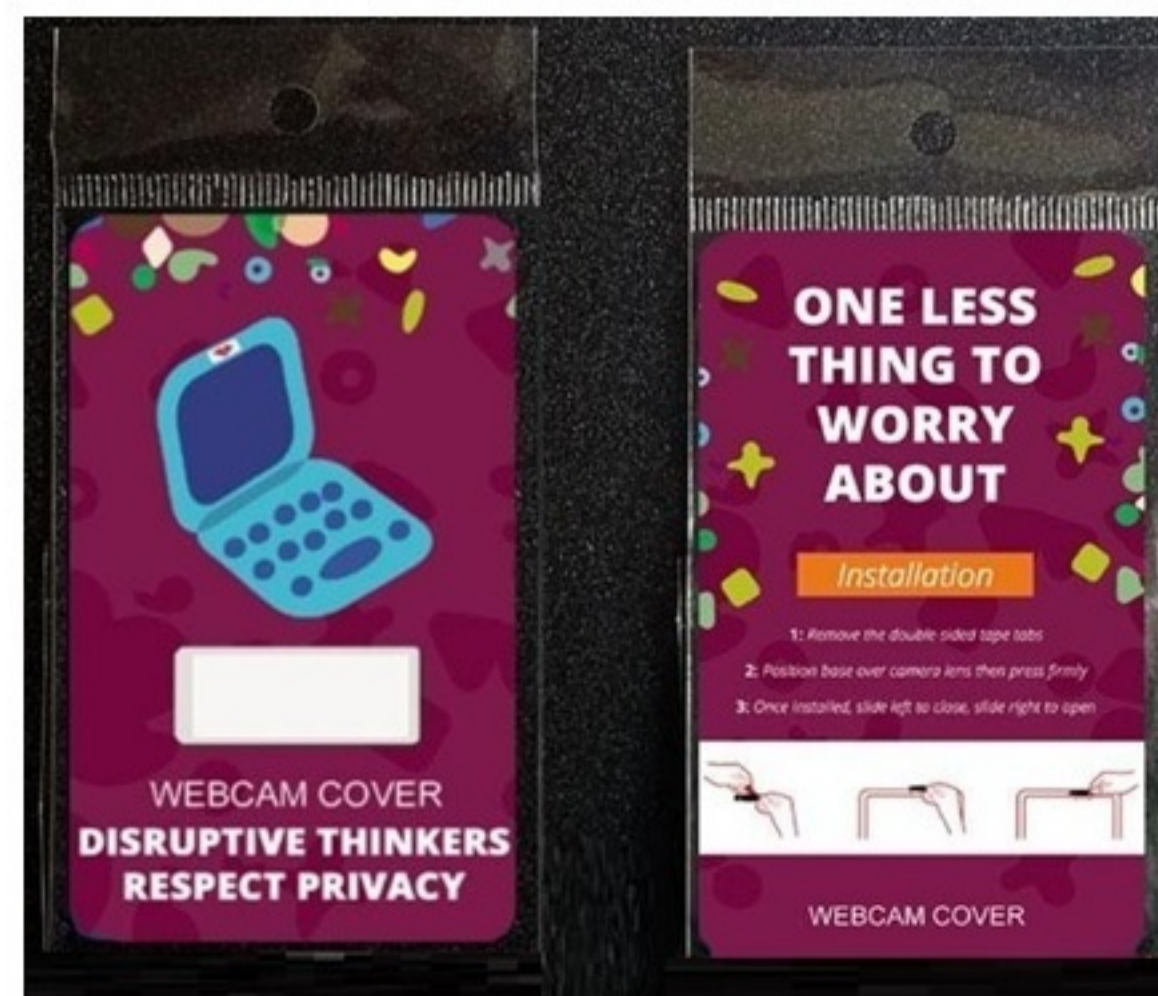 WEBCAM COVER
DISRUPTIVE THINKERS
RESPECT PRIVACY
ONE LESS
THING TO
WORRY
ABOUT
Installation
1: Remove the double sided tape tabs
2: Position base over camera lens then press firmly
3: Once installed, slide left to close, slide right to open
WEBCAM COVER